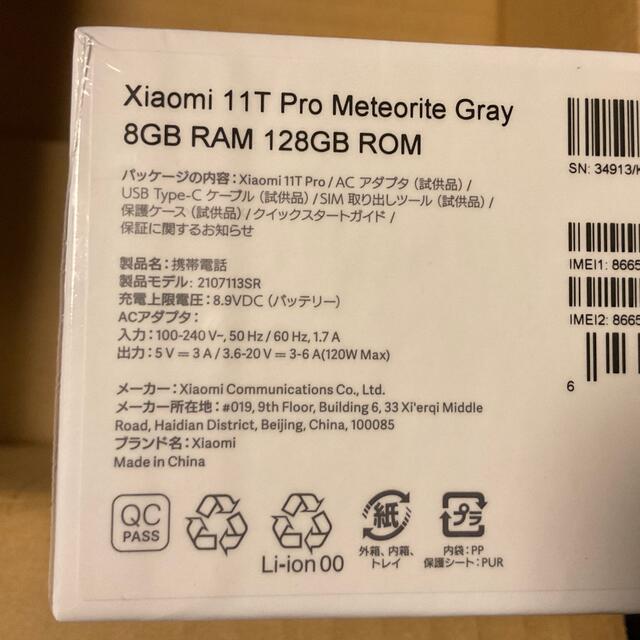 Xiaomi 11T Pro Meteorite Gray
8GB RAM 128GB ROM
パッケージの内容：Xiaomi 11T Pro / AC アダプタ（試供品）/
USB Type-C ケーブル（試供品）/ SIM 取り出しツール（試供品）/
保護ケース（試供品）/ クイックスタートガイド /
保証に関するお知らせ
製品名：携帯電話
製品モデル：2107113SR
充電上限電圧：8.9VDC（バッテリー）
ACアダプタ：
入力：100-240 V~, 50 Hz / 60 Hz, 1.7 A
出力：5 V = 3 A / 3.6-20 V = 3-6 A(120W Max)
メーカー：Xiaomi Communications Co., Ltd.
メーカー所在地：#019, 9th Floor, Building 6, 33 Xi'erqi Middle
Road, Haidian District, Beijing, China, 100085
ブランド名：Xiaomi
Made in China
QC
PASS
Li-ion 00
紙
外箱、内箱、
トレイ
プラ
内袋：PP
保護シート：PUR
SN: 34913/K
IMEI1: 8665
IMEI2: 8665
6